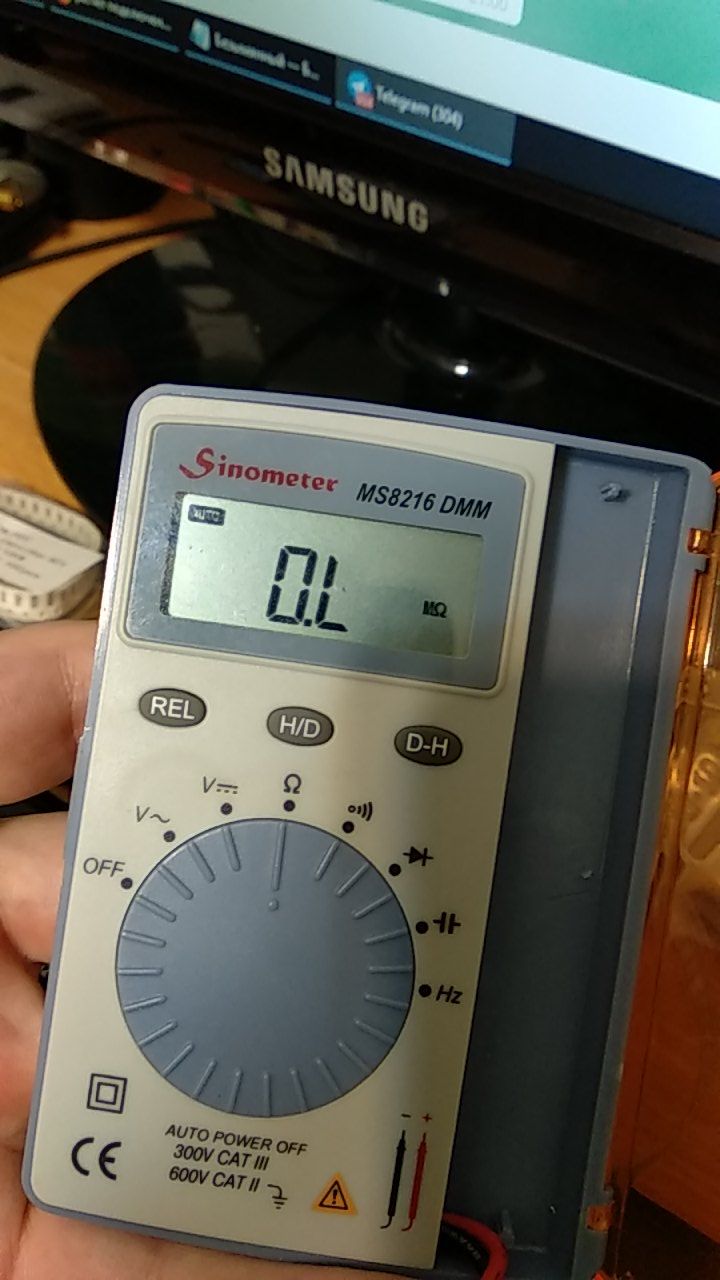 Telegram (304)
SAMSUNG
Sinometer
MS8216 DMM
AUTO
0.L
MΩ
REL
H/D
D-H
OFF
V~
V
Ω
Hz
- +
AUTO POWER OFF
300V CAT III
600V CAT II
CE